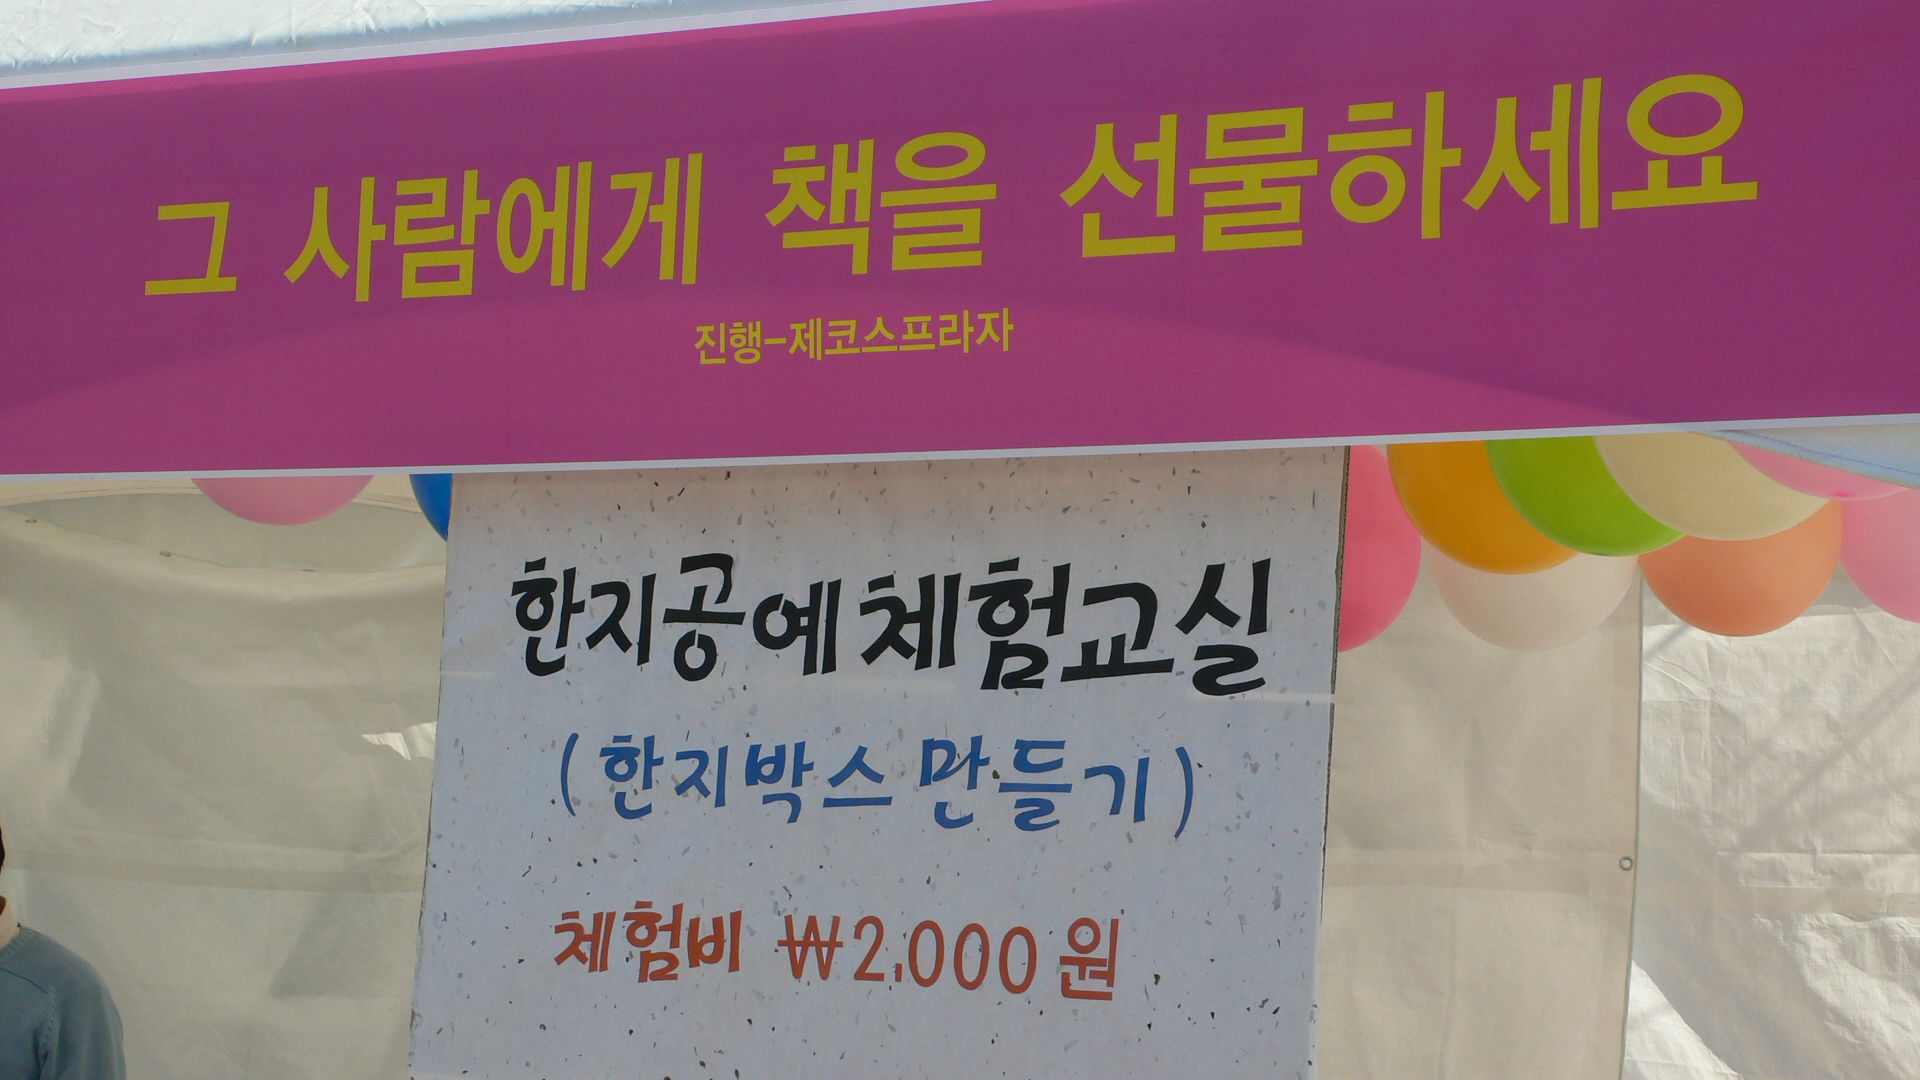 그 사람에게 책을 선물하세요
진행-제코스프라자
한지공예체험교실
(한지박스만들기)
체험비 ₩2,000원